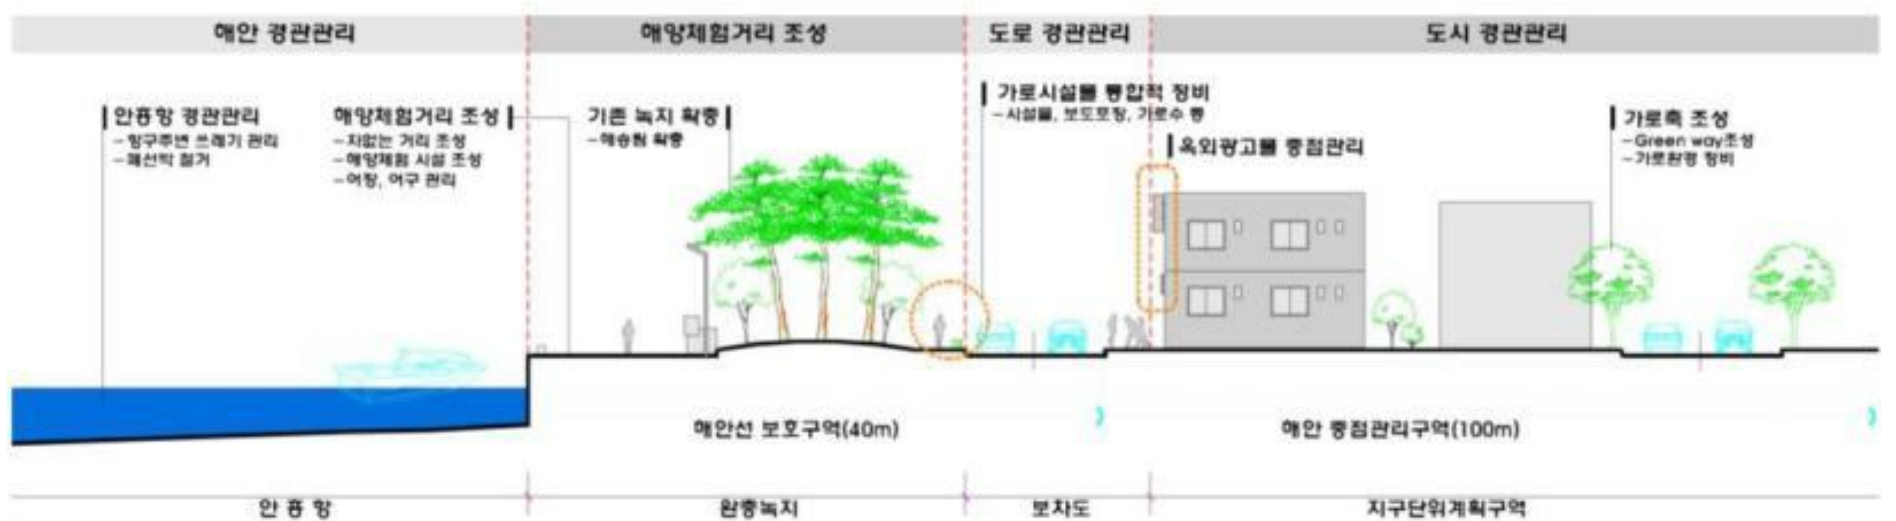 해안 경관관리
해양체험거리 조성
도로 경관관리
도시 경관관리
안흥항 경관관리
-항구주변 쓰레기 관리
-폐선박 철거
해양체험거리 조성
-차없는 거리 조성
-해양체험 시설 조성
-어망, 어구 관리
기존 녹지 확충
-해송림 확충
가로시설물 통합적 정비
-시설물, 보도포장, 가로수 등
옥외광고물 중점관리
가로축 조성
-Green way조성
-가로환경 정비
해안선 보호구역(40m)
해안 중점관리구역(100m)
안 흥 항
완충녹지
보차도
지구단위계획구역